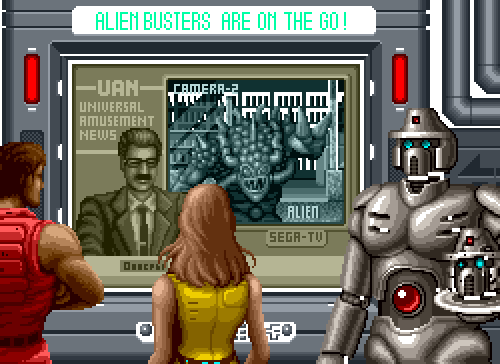 ALIEN BUSTERS ARE ON THE GO!
UAN
UNIVERSAL
AMUSEMENT
NEWS
CAMERA-2
ALIEN
SEGA-TV